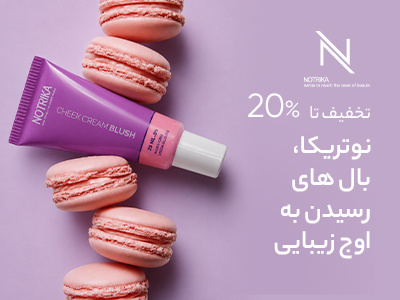 NOTRIKA
تخفیف تا 20%
نوتریکا،
بال های
رسیدن به
اوج زیبایی
NOTRIKA
CHEEK CREAM BLUSH